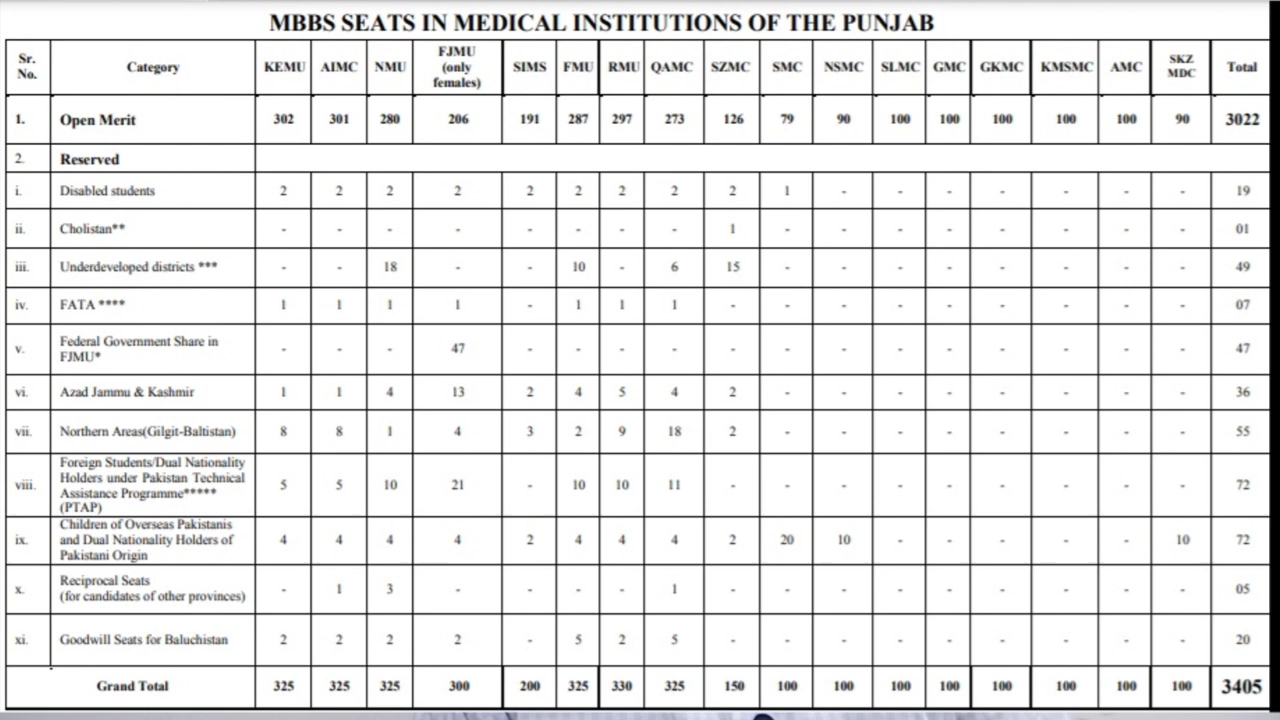 MBBS SEATS IN MEDICAL INSTITUTIONS OF THE PUNJAB
Sr. No. Category KEMU AIMC NMU FJMU (only females) SIMS FMU RMU QAMC SZMC SMC NSMC SLMC GMC GKMC KMSMC AMC SKZ MDC Total
1. Open Merit 302 301 280 206 191 287 297 273 126 79 90 100 100 100 100 100 90 3022
2. Reserved
i. Disabled students 2 2 2 2 2 2 2 2 2 1 - - - - - - - 19
ii. Cholistan** - - - - - - - - 1 - - - - - - - - 01
iii. Underdeveloped districts *** - - 18 - - 10 - 6 15 - - - - - - - - 49
iv. FATA **** 1 1 1 1 - 1 1 1 - - - - - - - - - 07
v. Federal Government Share in FJMU* - - - 47 - - - - - - - - - - - - - 47
vi. Azad Jammu & Kashmir 1 1 4 13 2 4 5 4 2 - - - - - - - - 36
vii. Northern Areas(Gilgit-Baltistan) 8 8 1 4 3 2 9 18 2 - - - - - - - - 55
viii. Foreign Students/Dual Nationality Holders under Pakistan Technical Assistance Programme***** (PTAP) 5 5 10 21 - 10 10 11 - - - - - - - - - 72
ix. Children of Overseas Pakistanis and Dual Nationality Holders of Pakistani Origin 4 4 4 4 2 4 4 4 2 20 10 - - - - - 10 72
x. Reciprocal Seats (for candidates of other provinces) - 1 3 - - - - 1 - - - - - - - - - 05
xi. Goodwill Seats for Baluchistan 2 2 2 2 - 5 2 5 - - - - - - - - - 20
Grand Total 325 325 325 300 200 325 330 325 150 100 100 100 100 100 100 100 100 3405